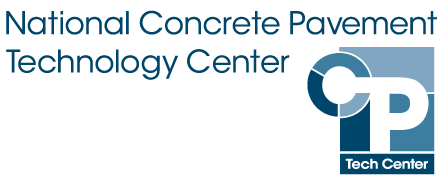 National Concrete Pavement
Technology Center
CP
Tech Center